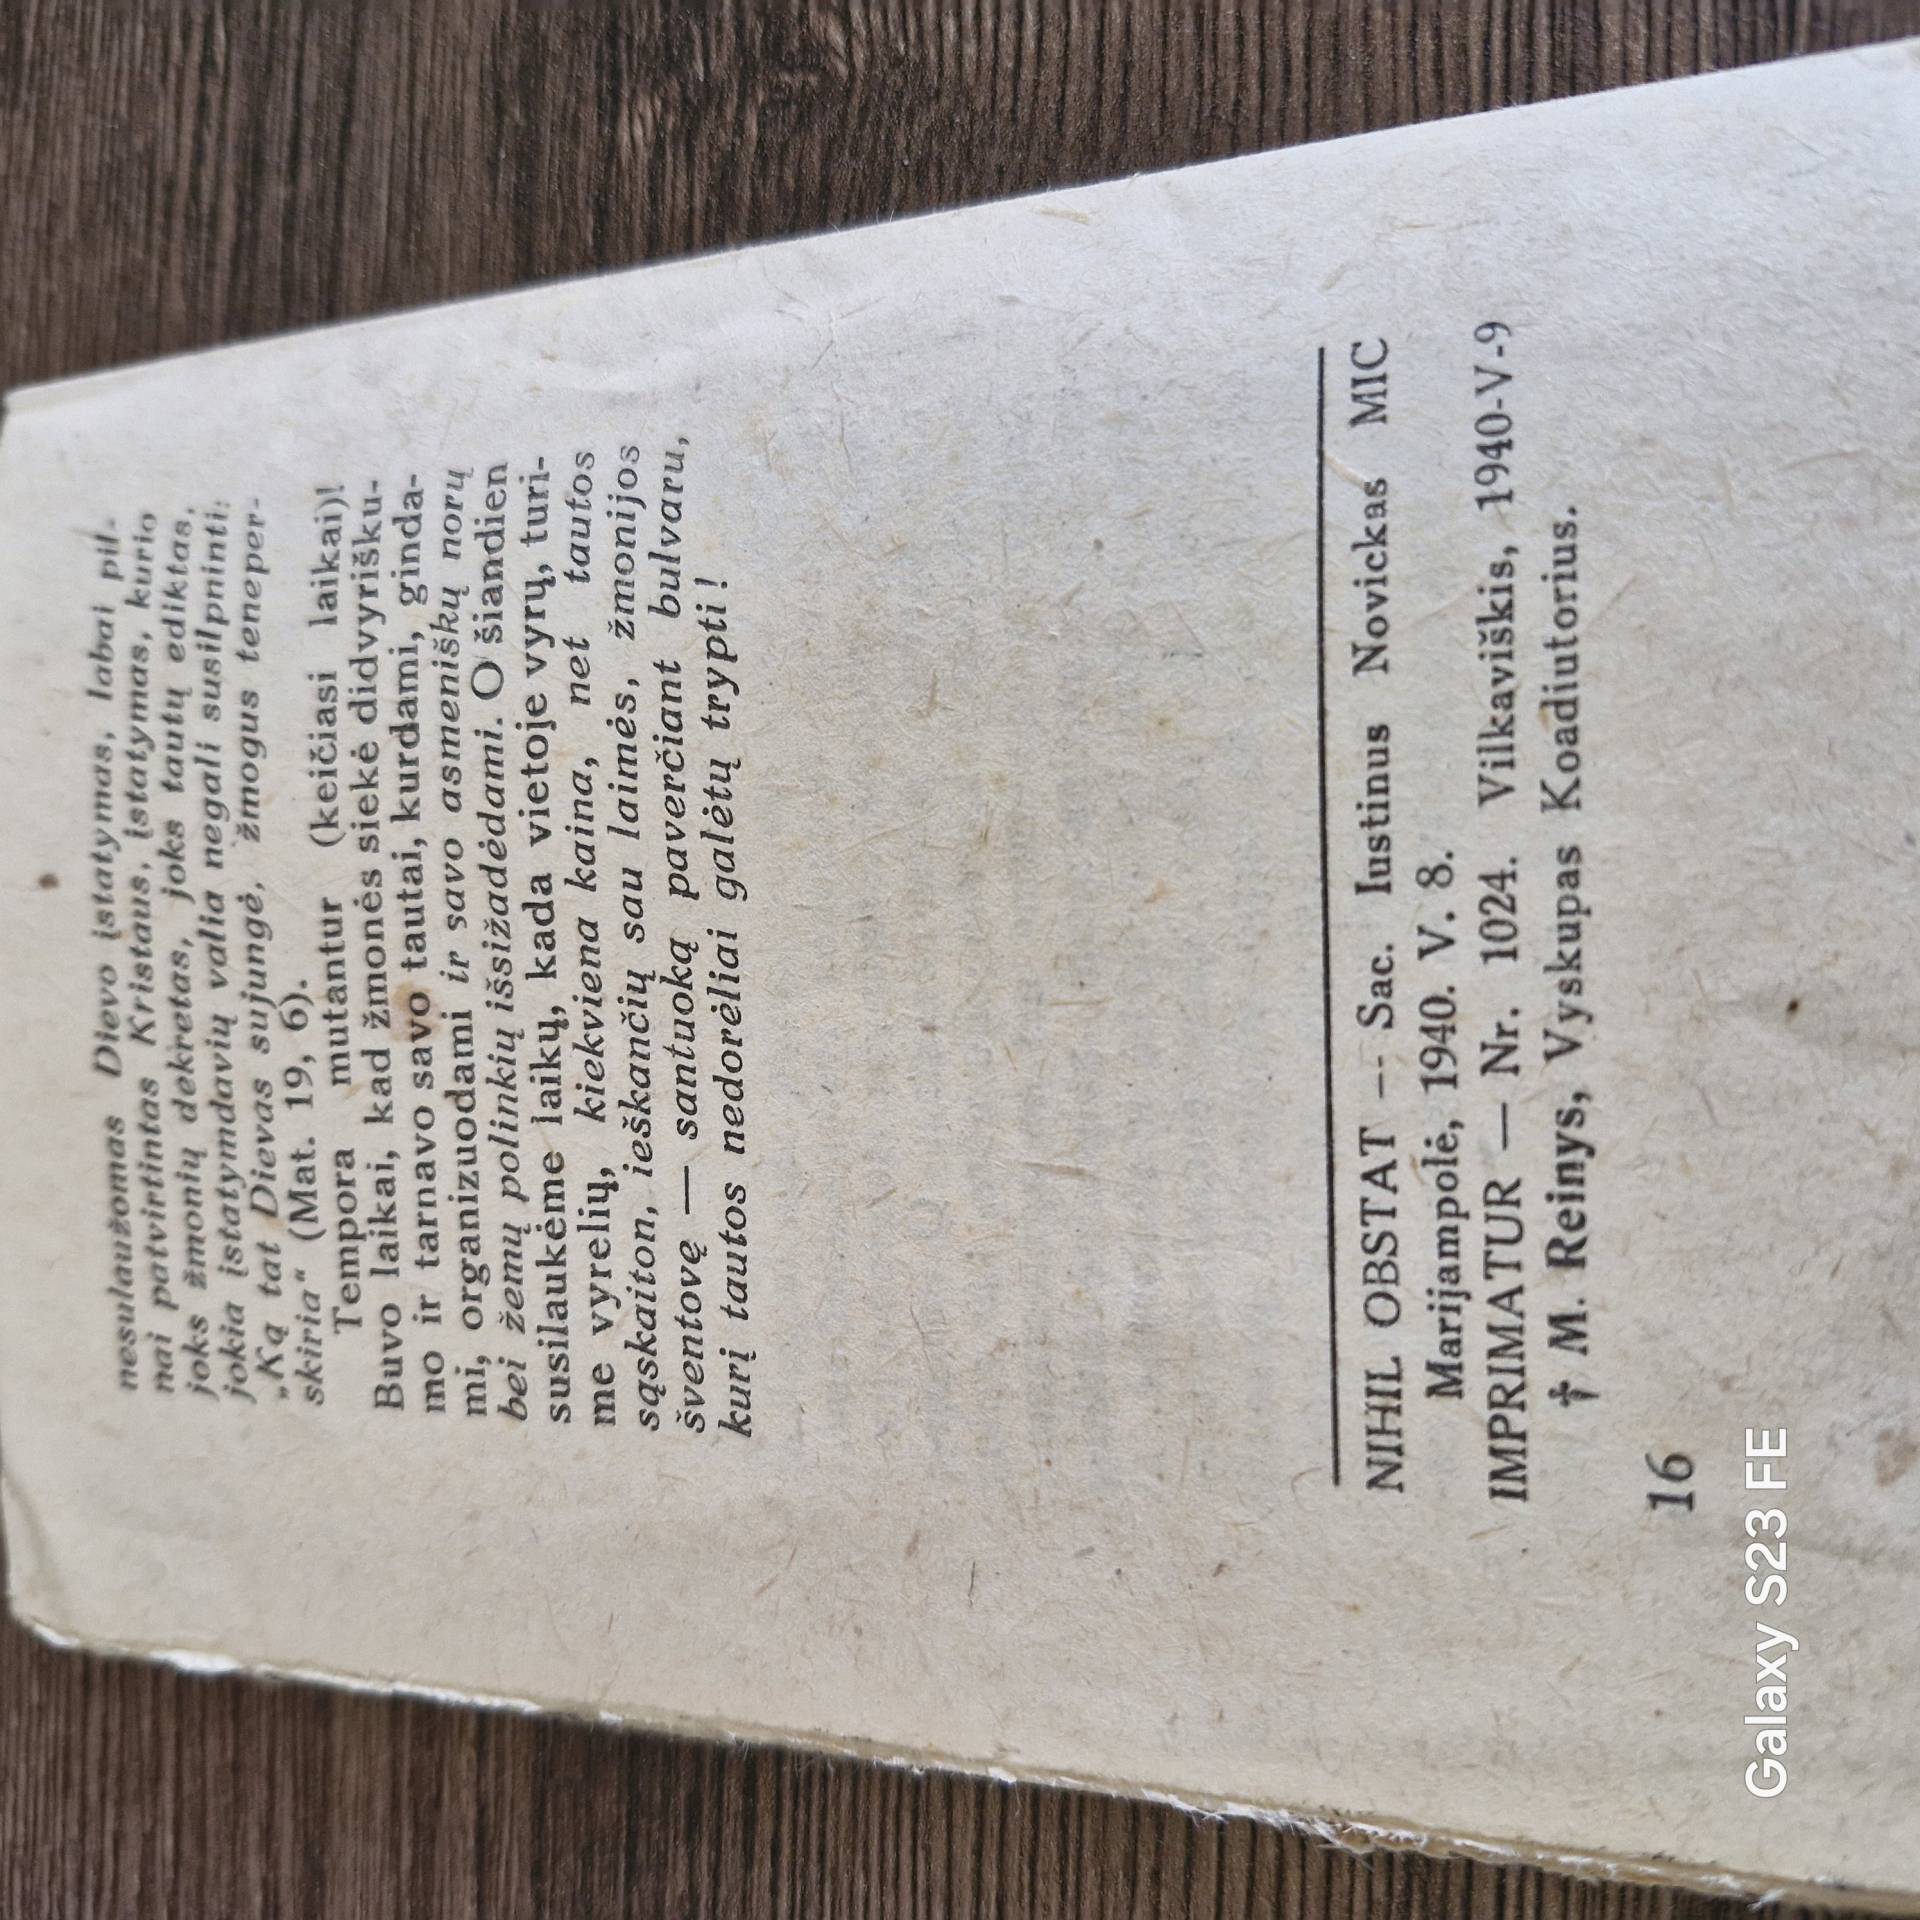 nesulaužomas Dievo įstatymas, labai pil-
nai patvirtintas Kristaus, įstatymas, kurio
joks žmonių dekretas, joks tautų ediktas,
jokia įstatymdavių valia negali susilpninti:
„Ką tat Dievas sujungė, žmogus teneper-
skiria“ (Mat. 19, 6).
Tempora mutantur (keičiasi laikai)!
Buvo laikai, kad žmonės siekė didvyrišku-
mo ir tarnavo savo tautai, kurdami, ginda-
mi, organizuodami ir savo asmeniškų norų
bei žemų polinkių išsižadėdami. O šiandien
susilaukėme laikų, kada vietoje vyrų, turi-
me vyrelių, kiekviena kaina, net tautos
sąskaiton, ieškančių sau laimės, žmonijos
šventovę — santuoką paverčiant bulvaru,
kurį tautos nedorėliai galėtų trypti!
NIHIL OBSTAT -- Sac. Iustinus Novickas MIC
Marijampolė, 1940. V. 8.
IMPRIMATUR — Nr. 1024. Vilkaviškis, 1940-V-9
† M. Reinys, Vyskupas Koadiutorius.
16
Galaxy S23 FE